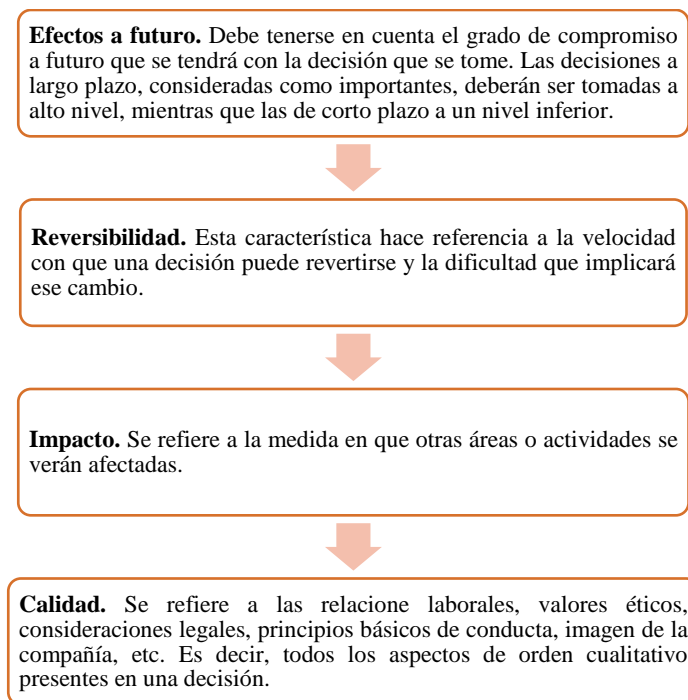 Efectos a futuro. Debe tenerse en cuenta el grado de compromiso
a futuro que se tendrá con la decisión que se tome. Las decisiones a
largo plazo, consideradas como importantes, deberán ser tomadas a
alto nivel, mientras que las de corto plazo a un nivel inferior.
Reversibilidad. Esta característica hace referencia a la velocidad
con que una decisión puede revertirse y la dificultad que implicará
ese cambio.
Impacto. Se refiere a la medida en que otras áreas o actividades se
verán afectadas.
Calidad. Se refiere a las relacione laborales, valores éticos,
consideraciones legales, principios básicos de conducta, imagen de la
compañía, etc. Es decir, todos los aspectos de orden cualitativo
presentes en una decisión.